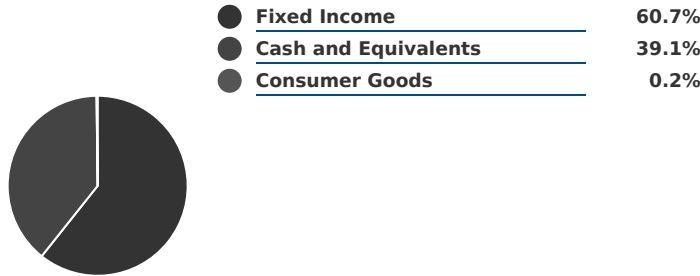 Fixed Income 60.7%
Cash and Equivalents 39.1%
Consumer Goods 0.2%